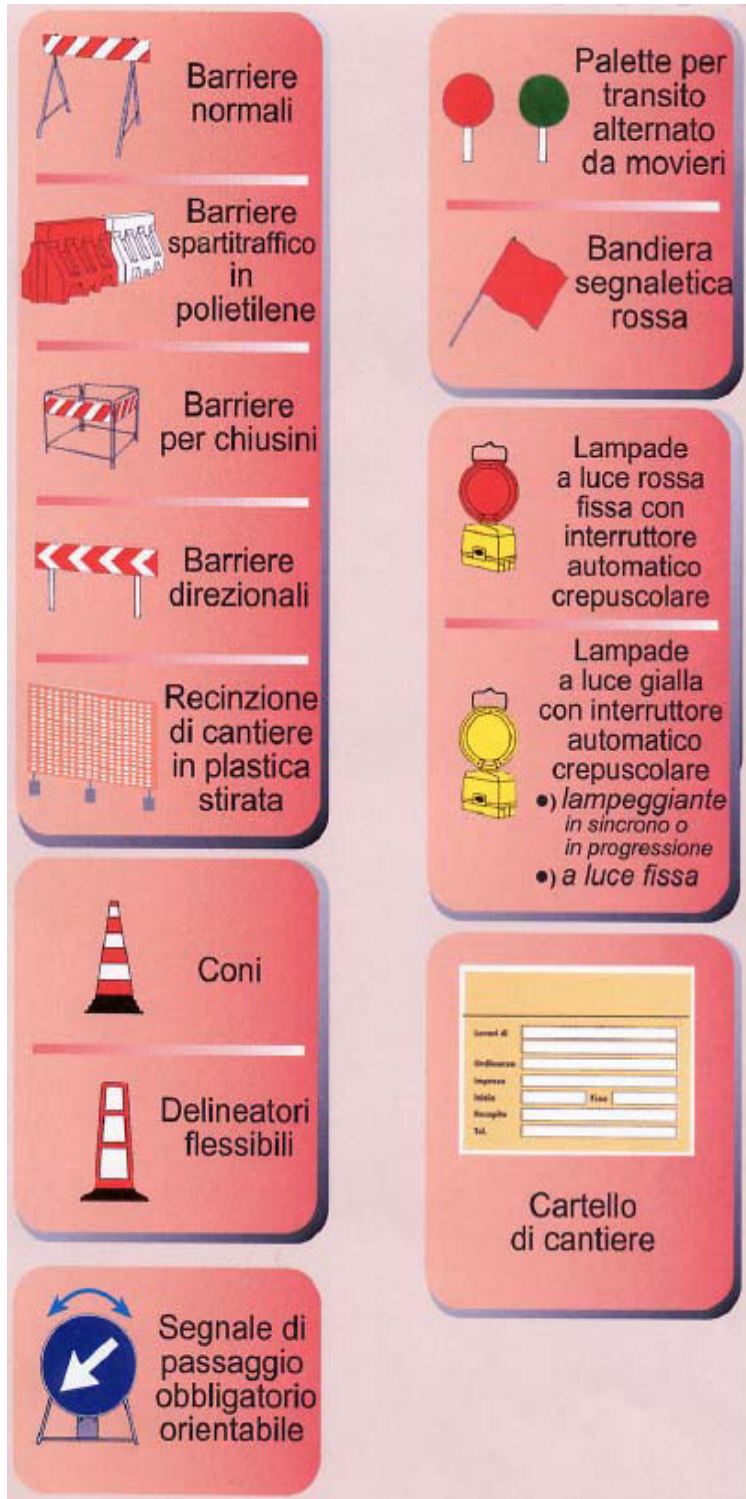 Barriere
normali
Barriere
spartitraffico
in
polietilene
Barriere
per chiusini
Barriere
direzionali
Recinzione
di cantiere
in plastica
stirata
Coni
Delineatori
flessibili
Segnale di
passaggio
obbligatorio
orientabile
Palette per
transito
alternato
da movieri
Bandiera
segnaletica
rossa
Lampade
a luce rossa
fissa con
interruttore
automatico
crepuscolare
Lampade
a luce gialla
con interruttore
automatico
crepuscolare
●) lampeggiante
in sincrono o
in progressione
●) a luce fissa
Lavori di
Ordinanza
Impresa
Inizio Fine
Recapito
Tel.
Cartello
di cantiere